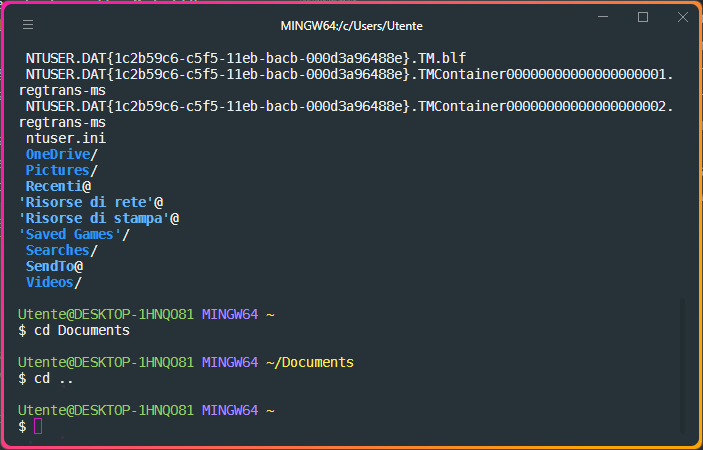 MINGW64:/c/Users/Utente
NTUSER.DAT{1c2b59c6-c5f5-11eb-bacb-000d3a96488e}.TM.blf
NTUSER.DAT{1c2b59c6-c5f5-11eb-bacb-000d3a96488e}.TMContainer00000000000000000001.
regtrans-ms
NTUSER.DAT{1c2b59c6-c5f5-11eb-bacb-000d3a96488e}.TMContainer00000000000000000002.
regtrans-ms
ntuser.ini
OneDrive/
Pictures/
Recenti@
'Risorse di rete'@
'Risorse di stampa'@
'Saved Games'/
Searches/
SendTo@
Videos/
Utente@DESKTOP-1HNQO81 MINGW64 ~
$ cd Documents
Utente@DESKTOP-1HNQO81 MINGW64 ~/Documents
$ cd ..
Utente@DESKTOP-1HNQO81 MINGW64 ~
$